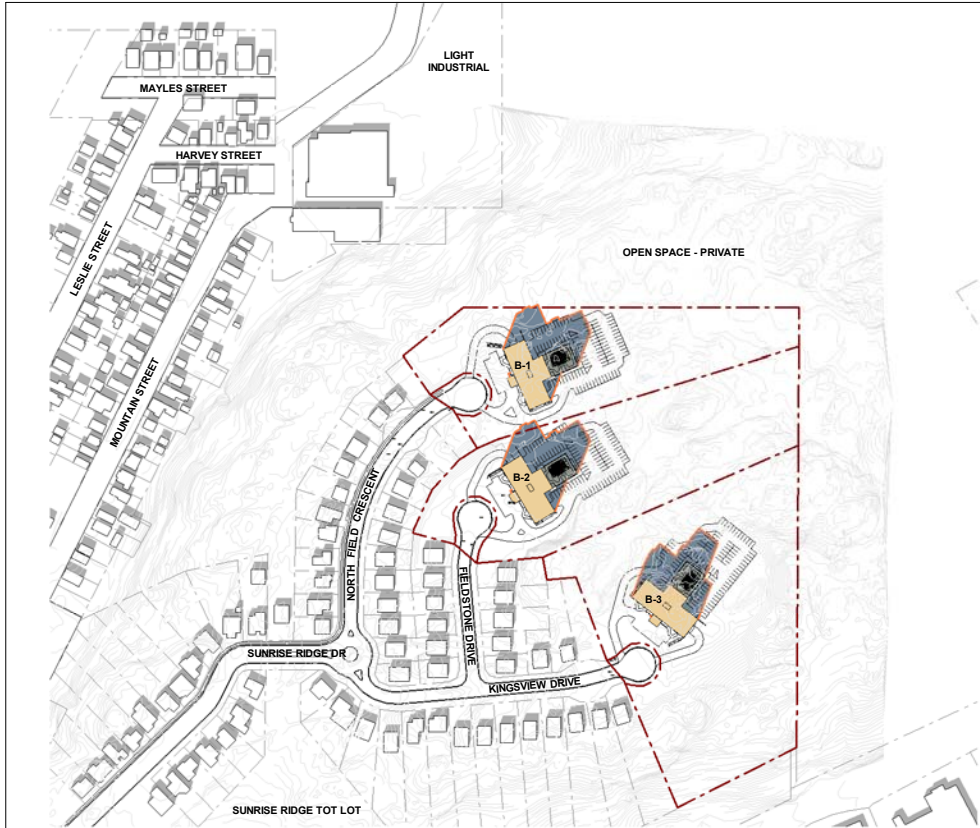 LIGHT
INDUSTRIAL
MAYLES STREET
HARVEY STREET
LESLIE STREET
OPEN SPACE - PRIVATE
MOUNTAIN STREET
B-1
B-2
NORTH FIELD CRESCENT
FIELDSTONE DRIVE
B-3
SUNRISE RIDGE DR
KINGSVIEW DRIVE
SUNRISE RIDGE TOT LOT